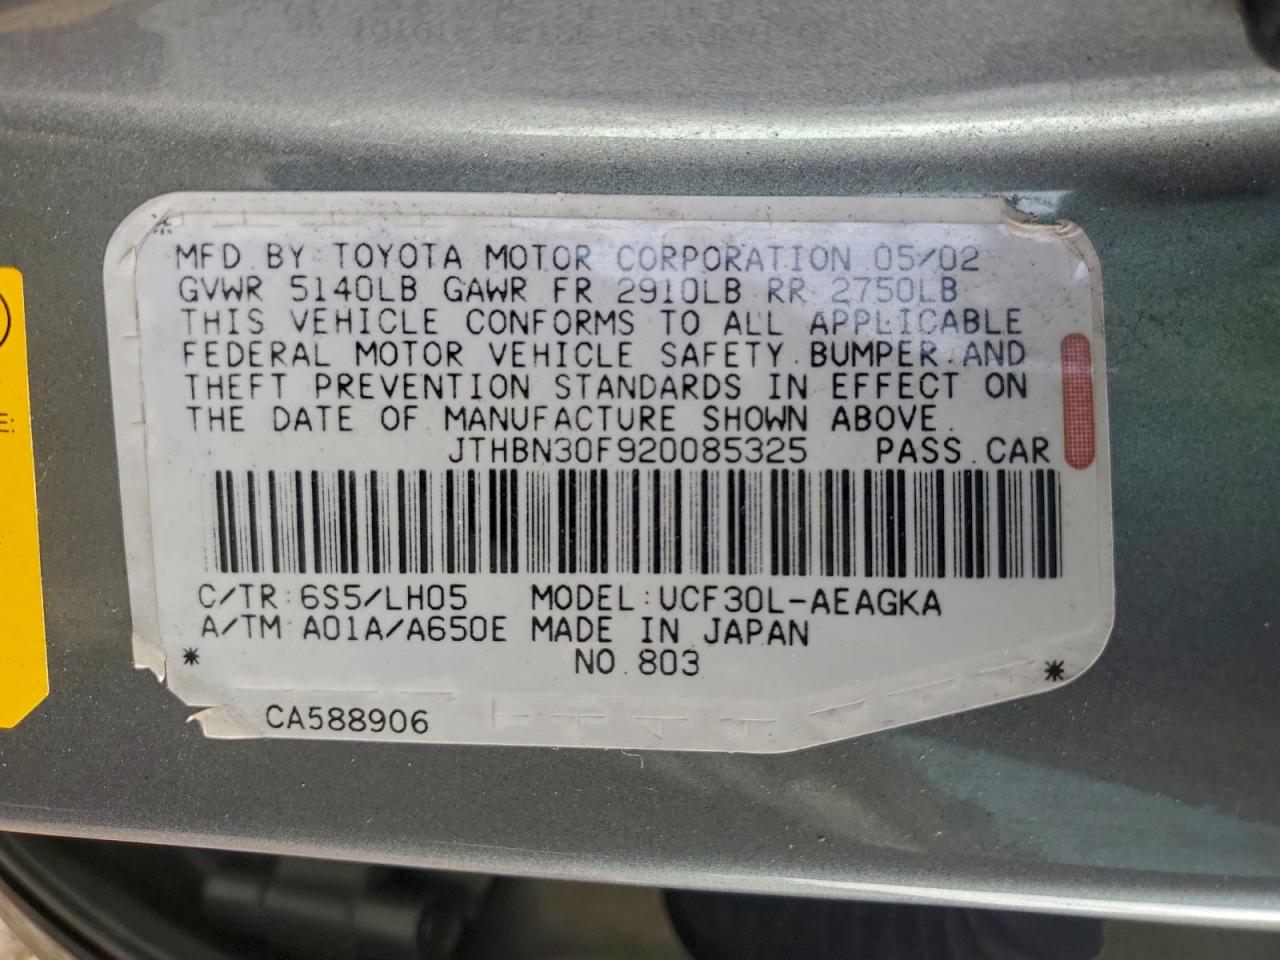 MFD. BY: TOYOTA MOTOR CORPORATION 05/02
GVWR 5140LB GAWR FR 2910LB RR 2750LB
THIS VEHICLE CONFORMS TO ALL APPLICABLE
FEDERAL MOTOR VEHICLE SAFETY.BUMPER.AND
THEFT PREVENTION STANDARDS IN EFFECT ON
THE DATE OF MANUFACTURE SHOWN ABOVE.
JTHBN30F920085325 PASS.CAR
C/TR:6S5/LH05 MODEL:UCF30L-AEAGKA
A/TM:A01A/A650E MADE IN JAPAN
* NO.803 *
CA588906
E: